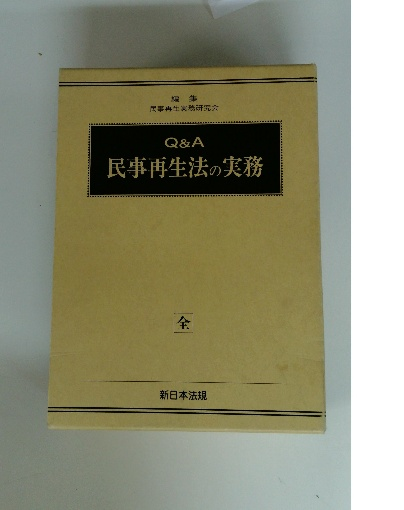 編集
民事再生実務研究会
Q&A
民事再生法の実務
全
新日本法規